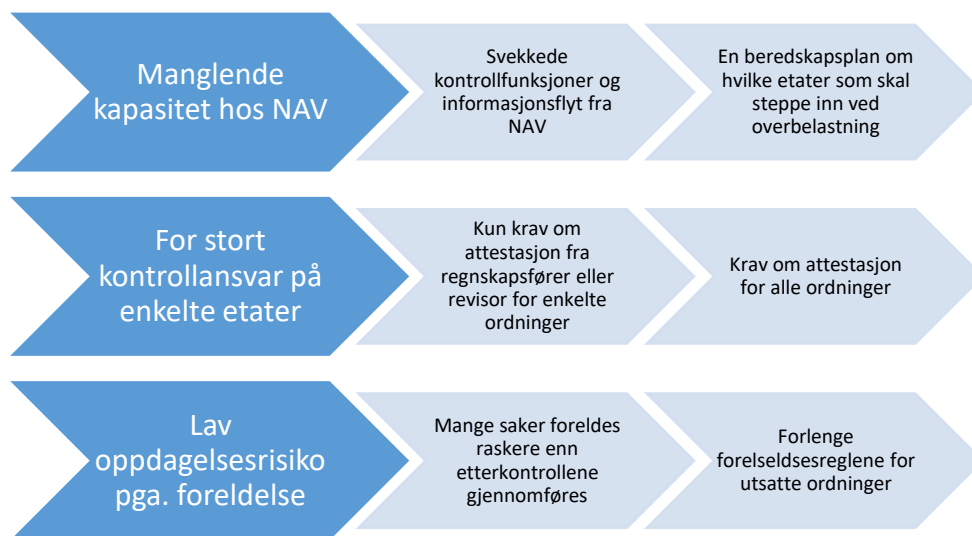 Manglende
kapasitet hos NAV
Svekkede
kontrollfunksjoner og
informasjonsflyt fra
NAV
En beredskapsplan om
hvilke etater som skal
steppe inn ved
overbelastning
For stort
kontrollansvar på
enkelte etater
Kun krav om
attestasjon fra
regnskapsfører eller
revisor for enkelte
ordninger
Krav om attestasjon
for alle ordninger
Lav
oppdagelsesrisiko
pga. foreldelse
Mange saker foreldes
raskere enn
etterkontrollene
gjennomføres
Forlenge
forelseldsesreglene for
utsatte ordninger